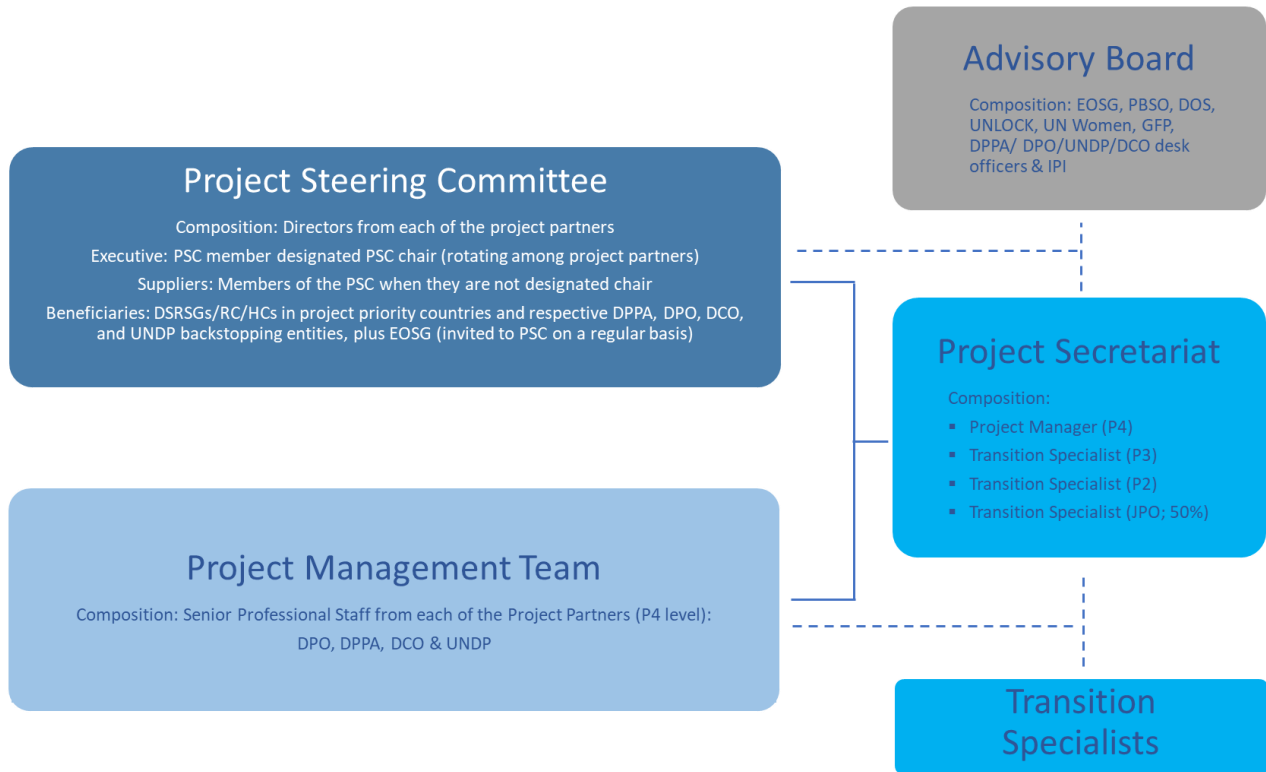 Advisory Board
Composition: EOSG, PBSO, DOS,
UNLOCK, UN Women, GFP,
DPPA/ DPO/UNDP/DCO desk
officers & IPI
Project Steering Committee
Composition: Directors from each of the project partners
Executive: PSC member designated PSC chair (rotating among project partners)
Suppliers: Members of the PSC when they are not designated chair
Beneficiaries: DSRSGs/RC/HCs in project priority countries and respective DPPA, DPO, DCO,
and UNDP backstopping entities, plus EOSG (invited to PSC on a regular basis)
Project Secretariat
Composition:
▪ Project Manager (P4)
▪ Transition Specialist (P3)
▪ Transition Specialist (P2)
▪ Transition Specialist (JPO; 50%)
Project Management Team
Composition: Senior Professional Staff from each of the Project Partners (P4 level):
DPO, DPPA, DCO & UNDP
Transition
Specialists